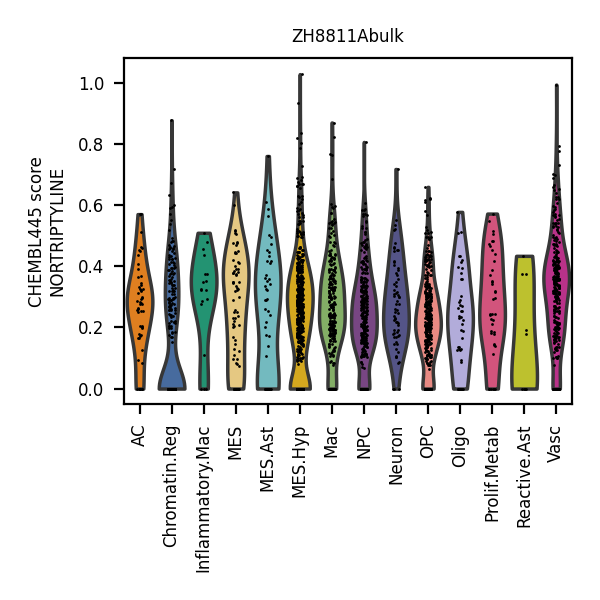 ZH8811Abulk
CHEMBL445 score
NORTRIPTYLINE
1.0
0.8
0.6
0.4
0.2
0.0
AC
Chromatin.Reg
Inflammatory.Mac
MES
MES.Ast
MES.Hyp
Mac
NPC
Neuron
OPC
Oligo
Prolif.Metab
Reactive.Ast
Vasc